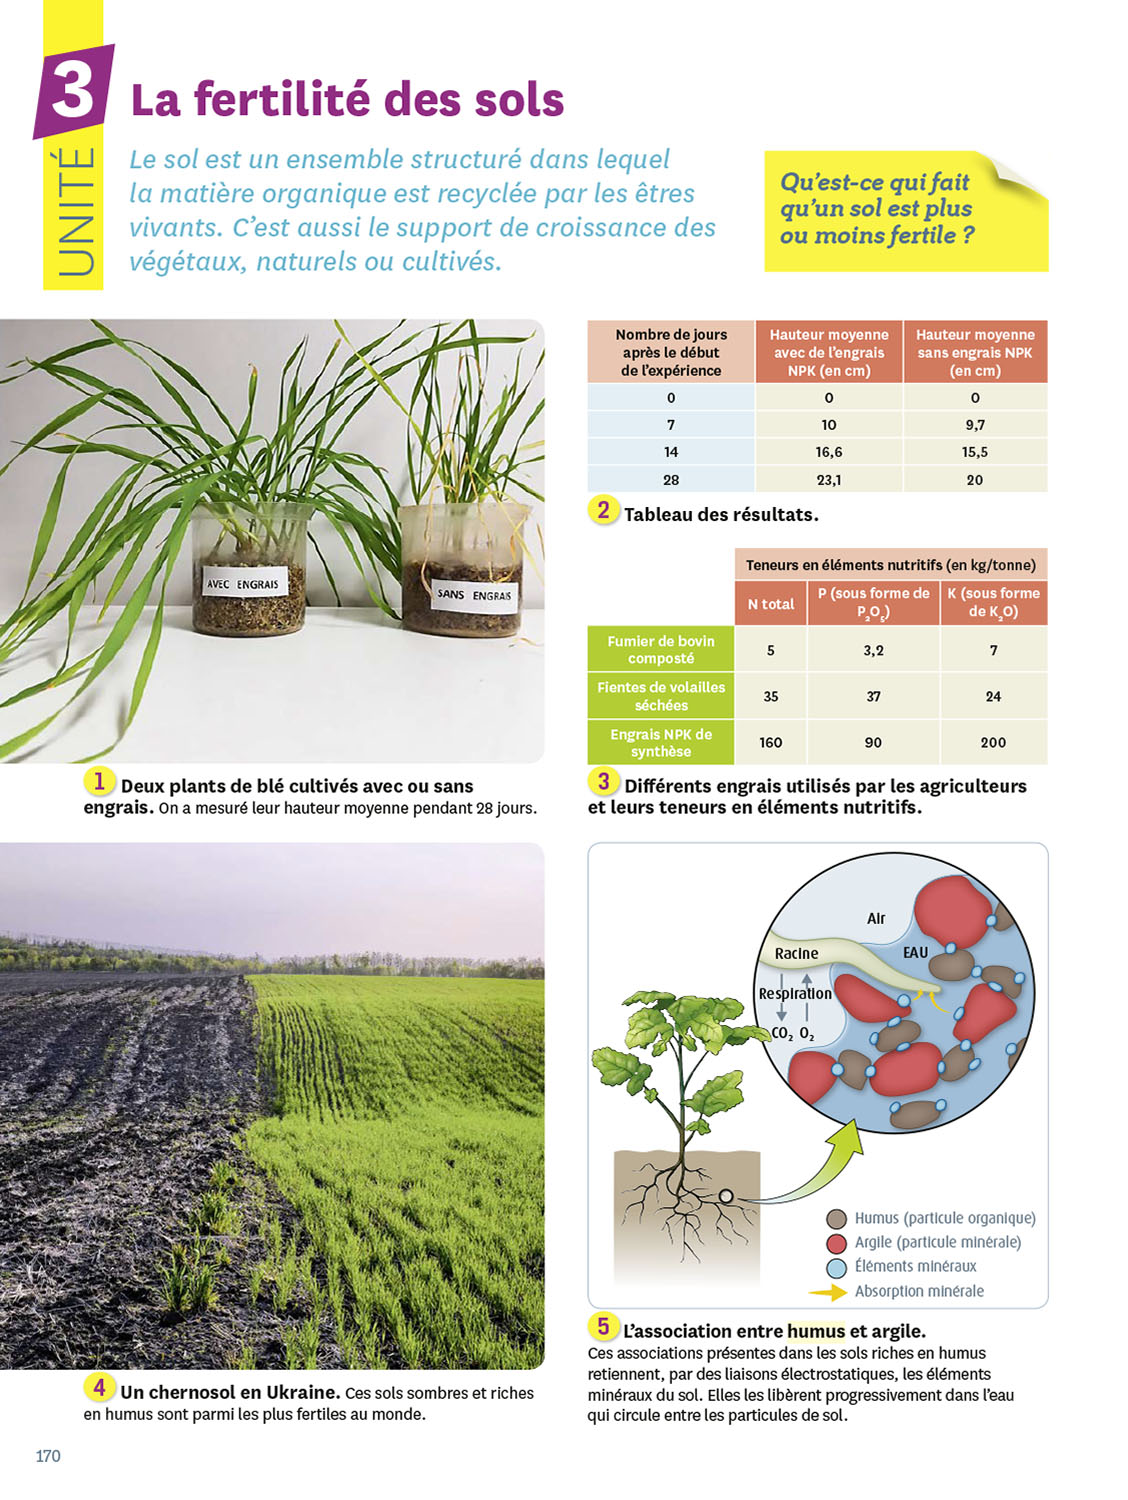 3
UNITÉ
La fertilité des sols
Le sol est un ensemble structuré dans lequel
la matière organique est recyclée par les êtres
vivants. C’est aussi le support de croissance des
végétaux, naturels ou cultivés.
Qu’est-ce qui fait
qu’un sol est plus
ou moins fertile ?
AVEC ENGRAIS
SANS ENGRAIS
1 Deux plants de blé cultivés avec ou sans
engrais. On a mesuré leur hauteur moyenne pendant 28 jours.
Nombre de jours
après le début
de l’expérience
Hauteur moyenne
avec de l’engrais
NPK (en cm)
Hauteur moyenne
sans engrais NPK
(en cm)
0 0 0
7 10 9,7
14 16,6 15,5
28 23,1 20
2 Tableau des résultats.
Teneurs en éléments nutritifs (en kg/tonne)
N total
P (sous forme de
P2O5)
K (sous forme
de K2O)
Fumier de bovin
composté
5 3,2 7
Fientes de volailles
séchées
35 37 24
Engrais NPK de
synthèse
160 90 200
3 Différents engrais utilisés par les agriculteurs
et leurs teneurs en éléments nutritifs.
4 Un chernosol en Ukraine. Ces sols sombres et riches
en humus sont parmi les plus fertiles au monde.
Air
Racine
EAU
Respiration
CO2 O2
Humus (particule organique)
Argile (particule minérale)
Éléments minéraux
Absorption minérale
5 L’association entre humus et argile.
Ces associations présentes dans les sols riches en humus
retiennent, par des liaisons électrostatiques, les éléments
minéraux du sol. Elles les libèrent progressivement dans l’eau
qui circule entre les particules de sol.
170